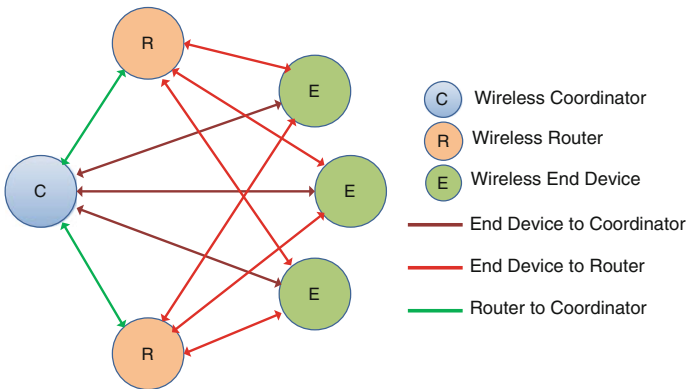 R
E
C
E
E
R
C Wireless Coordinator
R Wireless Router
E Wireless End Device
End Device to Coordinator
End Device to Router
Router to Coordinator